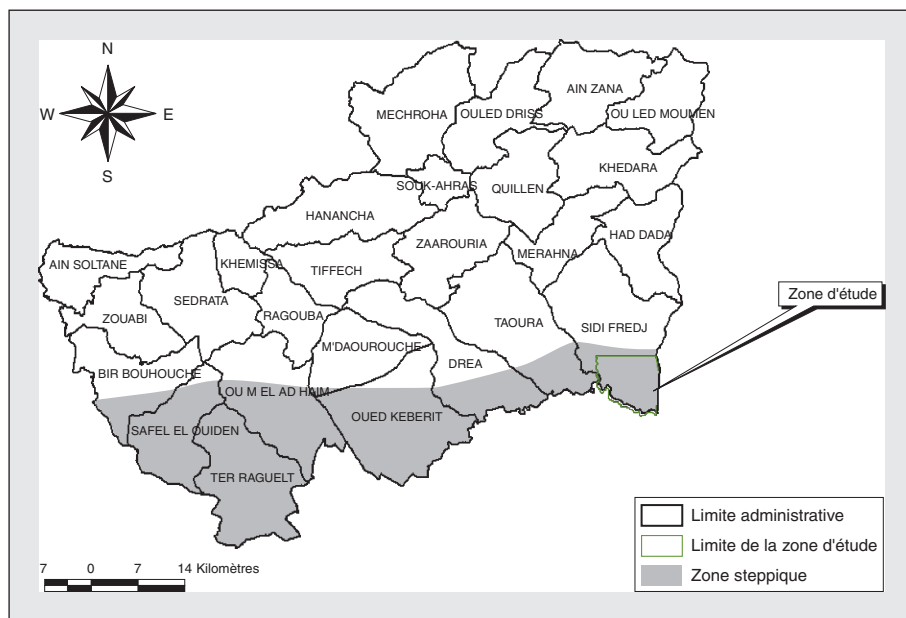 N
W E
S
AIN ZANA
MECHROHA
OULED DRISS
OU LED MOUMEN
KHEDARA
SOUK-AHRAS
QUILLEN
HANANCHA
ZAAROURIA
HAD DADA
MERAHNA
AIN SOLTANE
KHEMISSA
TIFFECH
SEDRATA
Zone d'étude
ZOUABI
RAGOUBA
TAOURA
SIDI FREDJ
M'DAOUROUCHE
DREA
BIR BOUHOUCHE
OU M EL AD HAIM
OUED KEBERIT
SAFEL EL OUIDEN
TER RAGUELT
Limite administrative
Limite de la zone d'étude
Zone steppique
7 0 7 14 Kilomètres